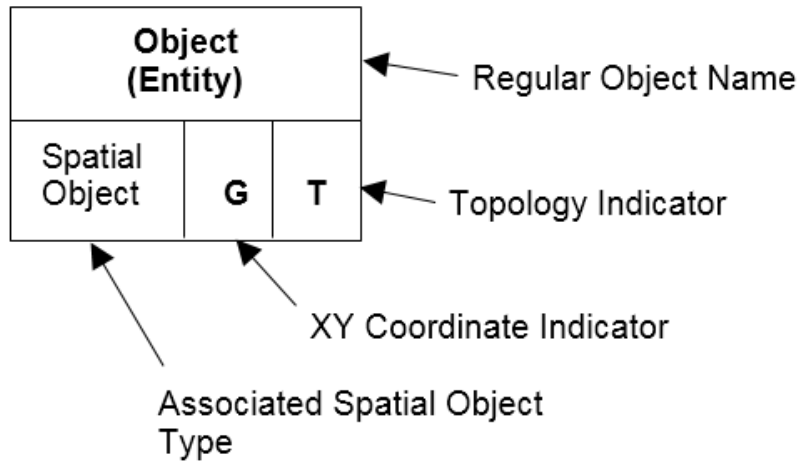 Object
(Entity)
Regular Object Name
Spatial
Object
G
T
Topology Indicator
XY Coordinate Indicator
Associated Spatial Object
Type